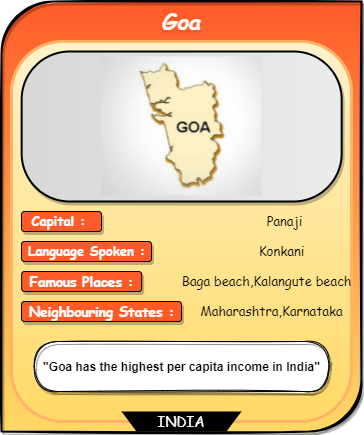 Goa
GOA
Capital : Panaji
Language Spoken : Konkani
Famous Places : Baga beach,Kalangute beach
Neighbouring States : Maharashtra,Karnataka
"Goa has the highest per capita income in India"
INDIA